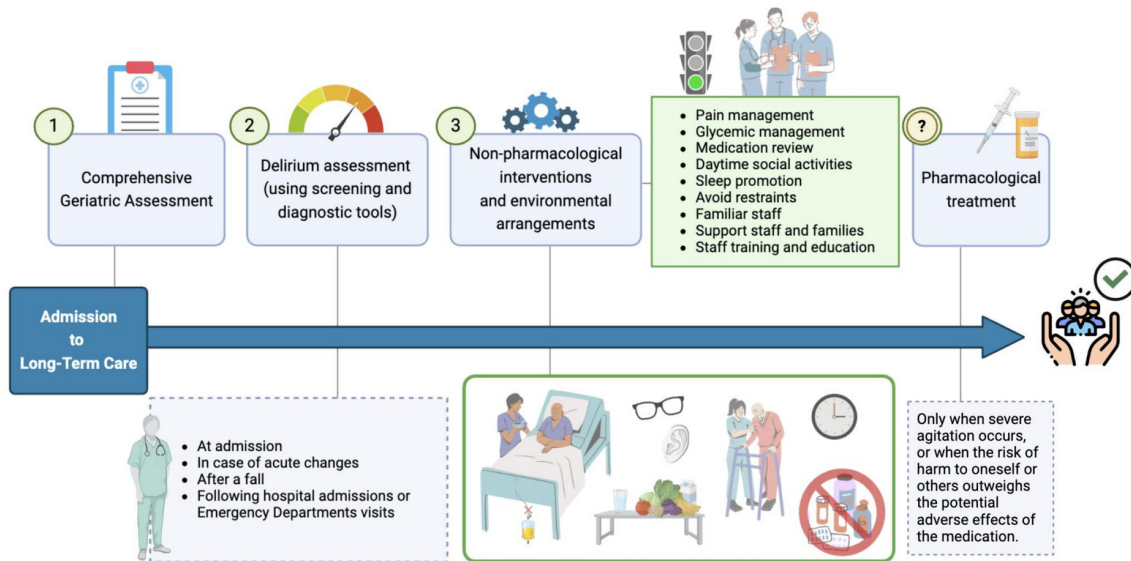 1
Comprehensive
Geriatric Assessment
2
Delirium assessment
(using screening and
diagnostic tools)
3
Non-pharmacological
interventions
and environmental
arrangements
• Pain management
• Glycemic management
• Medication review
• Daytime social activities
• Sleep promotion
• Avoid restraints
• Familiar staff
• Support staff and families
• Staff training and education
?
Pharmacological
treatment
Admission
to
Long-Term Care
• At admission
• In case of acute changes
• After a fall
• Following hospital admissions or
Emergency Departments visits
Only when severe
agitation occurs,
or when the risk of
harm to oneself or
others outweighs
the potential
adverse effects of
the medication.